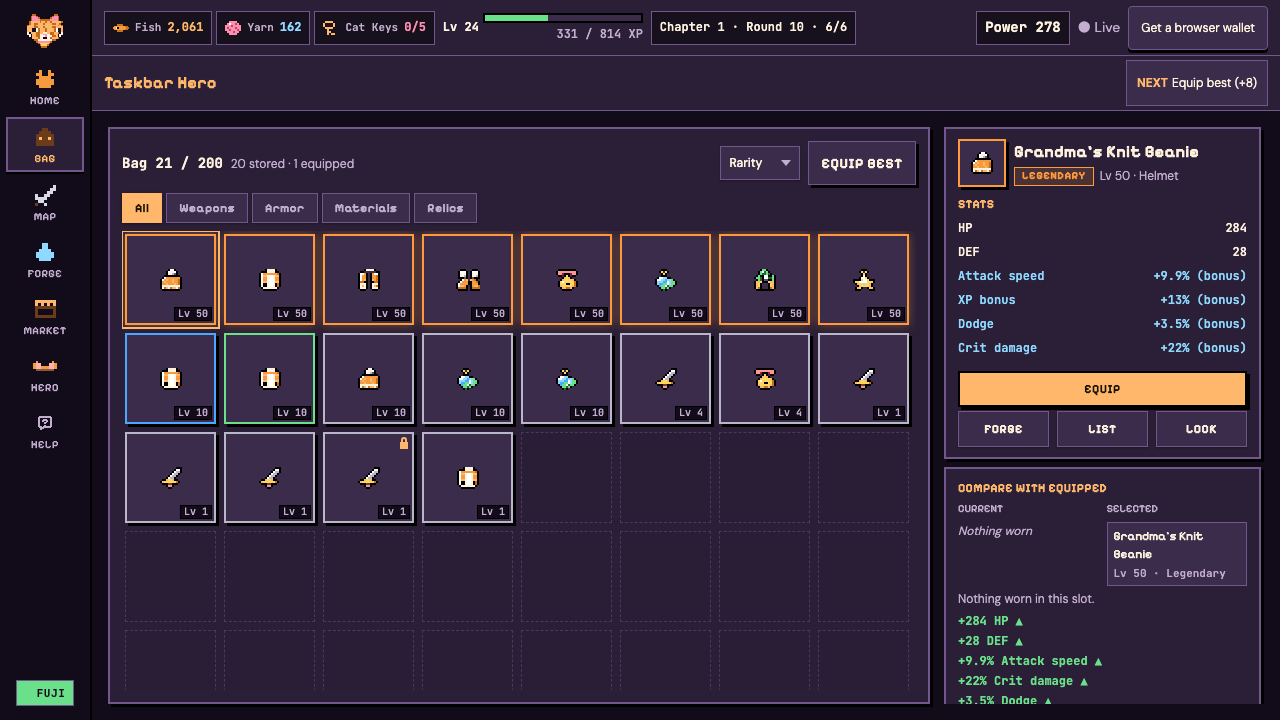 Fish 2,061
Yarn 162
Cat Keys 0/5
Lv 24
331 / 814 XP
Chapter 1 · Round 10 · 6/6
Power 278
Live
Get a browser wallet
HOME
BAG
MAP
FORGE
MARKET
HERO
HELP
FUJI
Taskbar Hero
NEXT Equip best (+8)
Bag 21 / 200 20 stored · 1 equipped
Rarity
EQUIP BEST
All
Weapons
Armor
Materials
Relics
Lv 50
Lv 50
Lv 50
Lv 50
Lv 50
Lv 50
Lv 50
Lv 50
Lv 10
Lv 10
Lv 10
Lv 10
Lv 10
Lv 4
Lv 4
Lv 1
Lv 1
Lv 1
Lv 1
Lv 1
Grandma's Knit Beanie
LEGENDARY Lv 50 · Helmet
STATS
HP 284
DEF 28
Attack speed +9.9% (bonus)
XP bonus +13% (bonus)
Dodge +3.5% (bonus)
Crit damage +22% (bonus)
EQUIP
FORGE
LIST
LOOK
COMPARE WITH EQUIPPED
CURRENT
Nothing worn
SELECTED
Grandma's Knit
Beanie
Lv 50 · Legendary
Nothing worn in this slot.
+284 HP ▲
+28 DEF ▲
+9.9% Attack speed ▲
+22% Crit damage ▲
+3.5% Dodge ▲